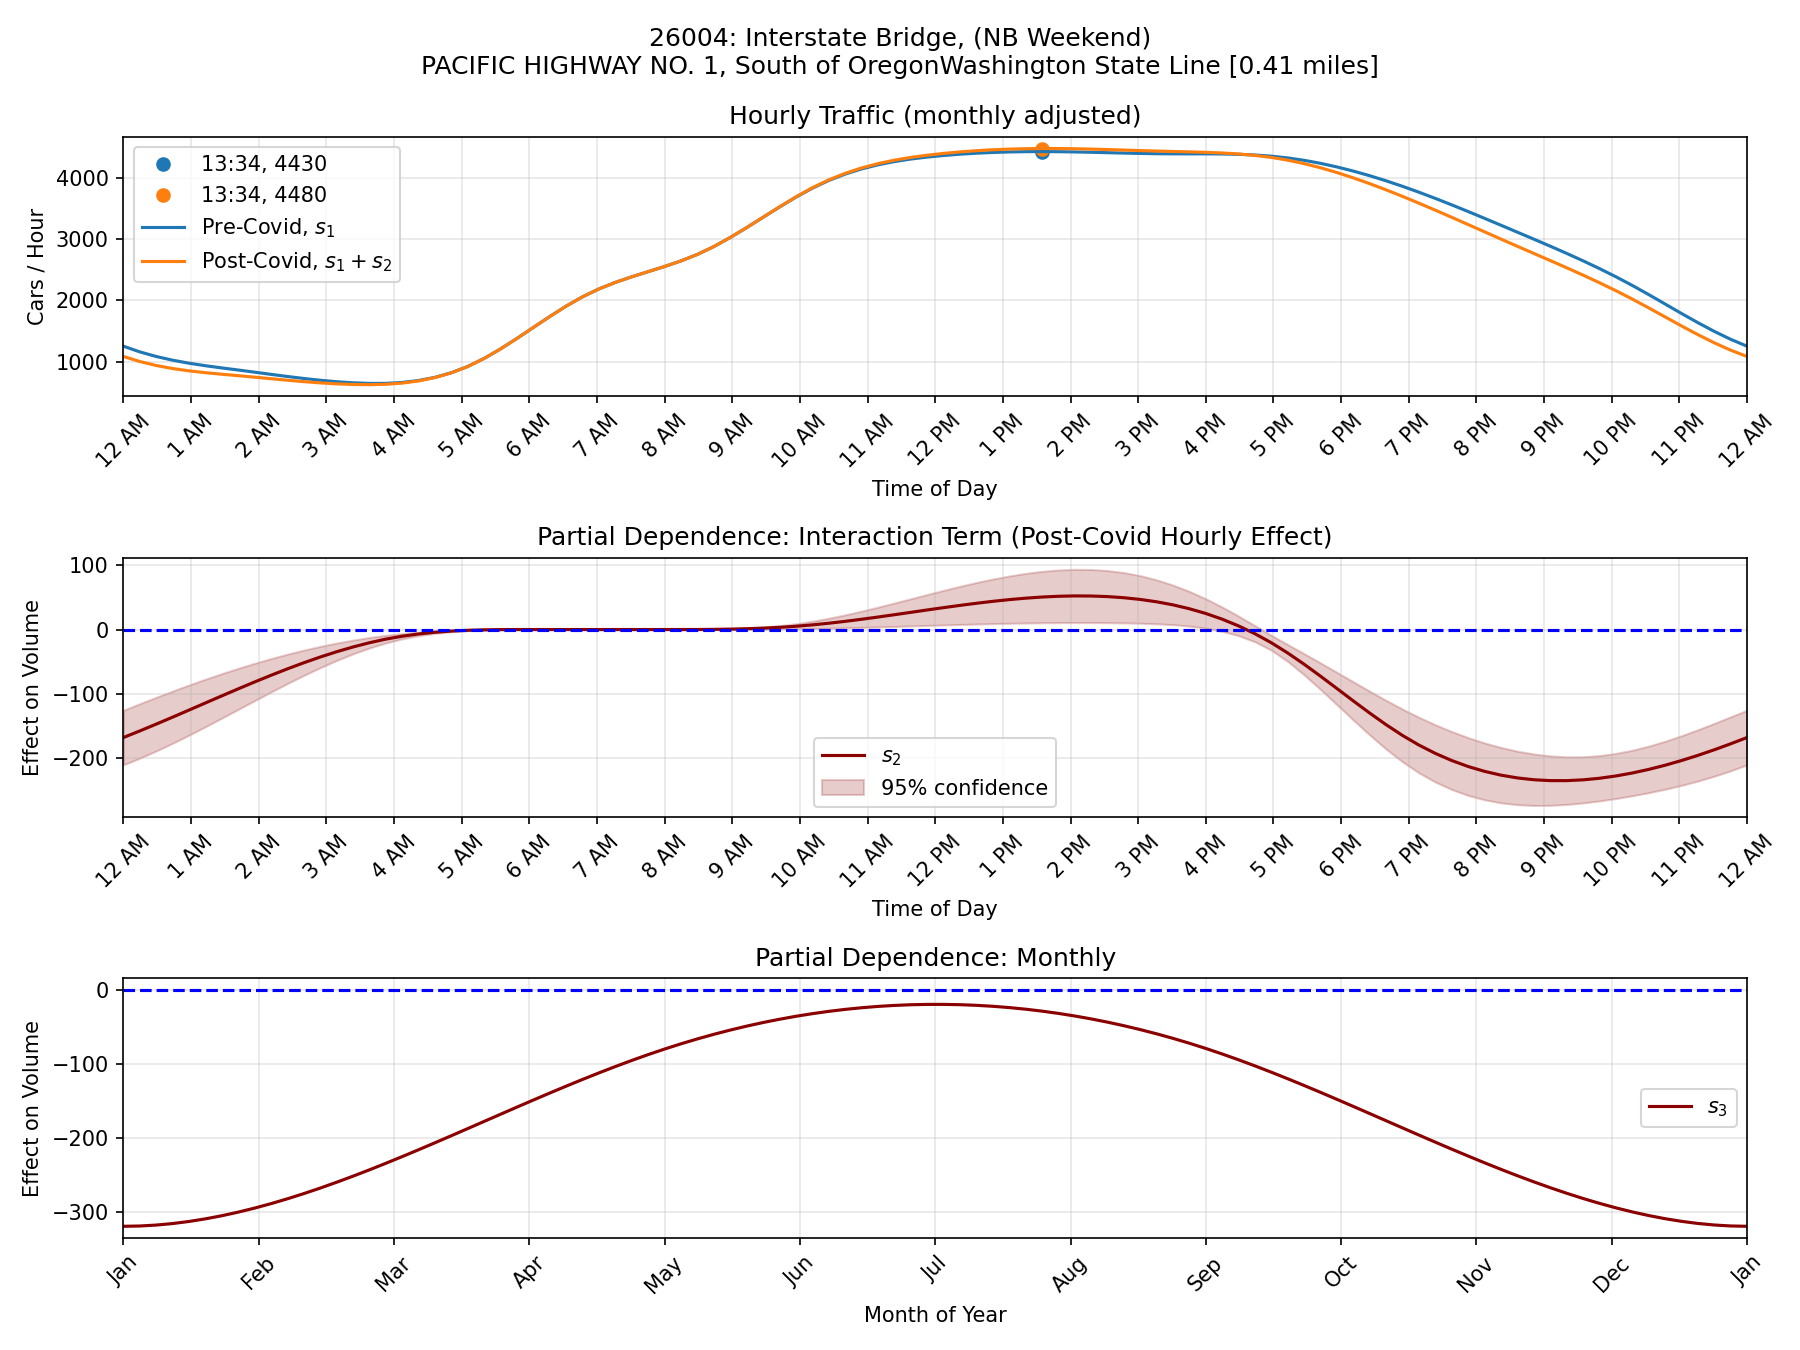 26004: Interstate Bridge, (NB Weekend)
PACIFIC HIGHWAY NO. 1, South of OregonWashington State Line [0.41 miles]
Hourly Traffic (monthly adjusted)
Cars / Hour
4000
3000
2000
1000
13:34, 4430
13:34, 4480
Pre-Covid, s₁
Post-Covid, s₁ + s₂
12 AM 1 AM 2 AM 3 AM 4 AM 5 AM 6 AM 7 AM 8 AM 9 AM 10 AM 11 AM 12 PM 1 PM 2 PM 3 PM 4 PM 5 PM 6 PM 7 PM 8 PM 9 PM 10 PM 11 PM 12 AM
Time of Day
Partial Dependence: Interaction Term (Post-Covid Hourly Effect)
Effect on Volume
100
0
−100
−200
s₂
95% confidence
12 AM 1 AM 2 AM 3 AM 4 AM 5 AM 6 AM 7 AM 8 AM 9 AM 10 AM 11 AM 12 PM 1 PM 2 PM 3 PM 4 PM 5 PM 6 PM 7 PM 8 PM 9 PM 10 PM 11 PM 12 AM
Time of Day
Partial Dependence: Monthly
Effect on Volume
0
−100
−200
−300
s₃
Jan Feb Mar Apr May Jun Jul Aug Sep Oct Nov Dec Jan
Month of Year